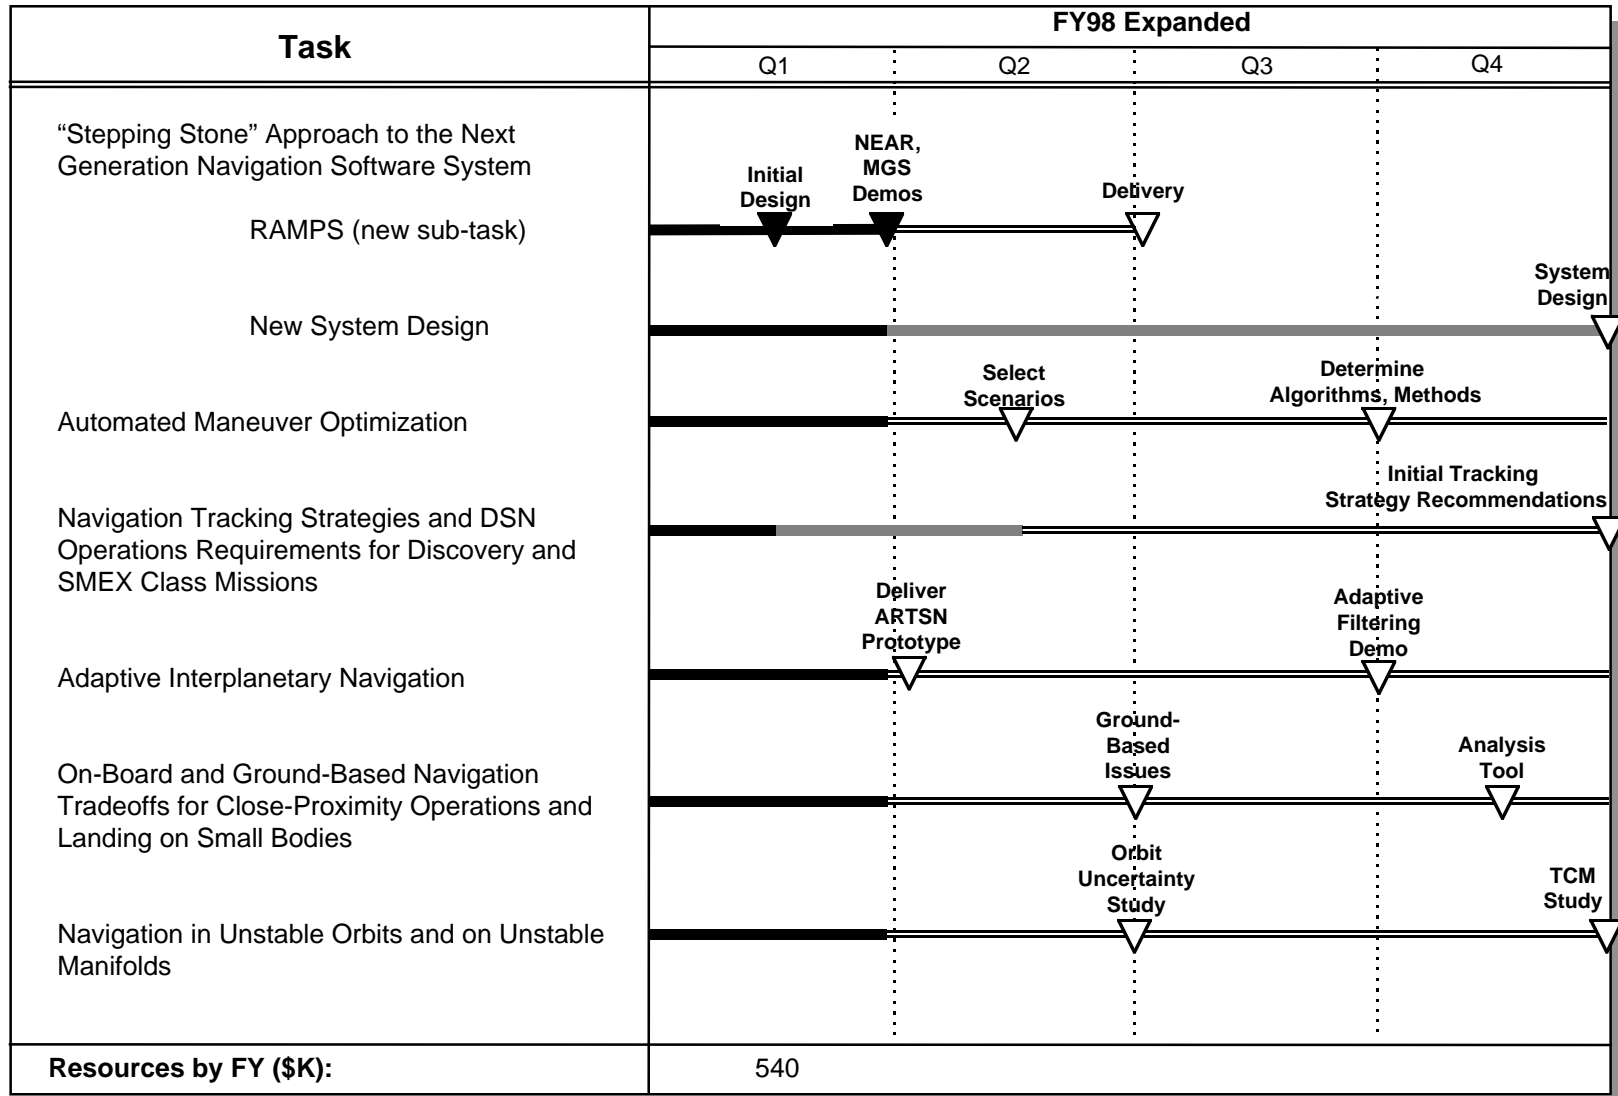 Task
FY98 Expanded
Q1
Q2
Q3
Q4
“Stepping Stone” Approach to the Next
Generation Navigation Software System
RAMPS (new sub-task)
Initial
Design
NEAR,
MGS
Demos
Delivery
New System Design
System
Design
Automated Maneuver Optimization
Select
Scenarios
Determine
Algorithms, Methods
Navigation Tracking Strategies and DSN
Operations Requirements for Discovery and
SMEX Class Missions
Initial Tracking
Strategy Recommendations
Adaptive Interplanetary Navigation
Deliver
ARTSN
Prototype
Adaptive
Filtering
Demo
On-Board and Ground-Based Navigation
Tradeoffs for Close-Proximity Operations and
Landing on Small Bodies
Ground-
Based
Issues
Analysis
Tool
Navigation in Unstable Orbits and on Unstable
Manifolds
Orbit
Uncertainty
Study
TCM
Study
Resources by FY ($K):
540